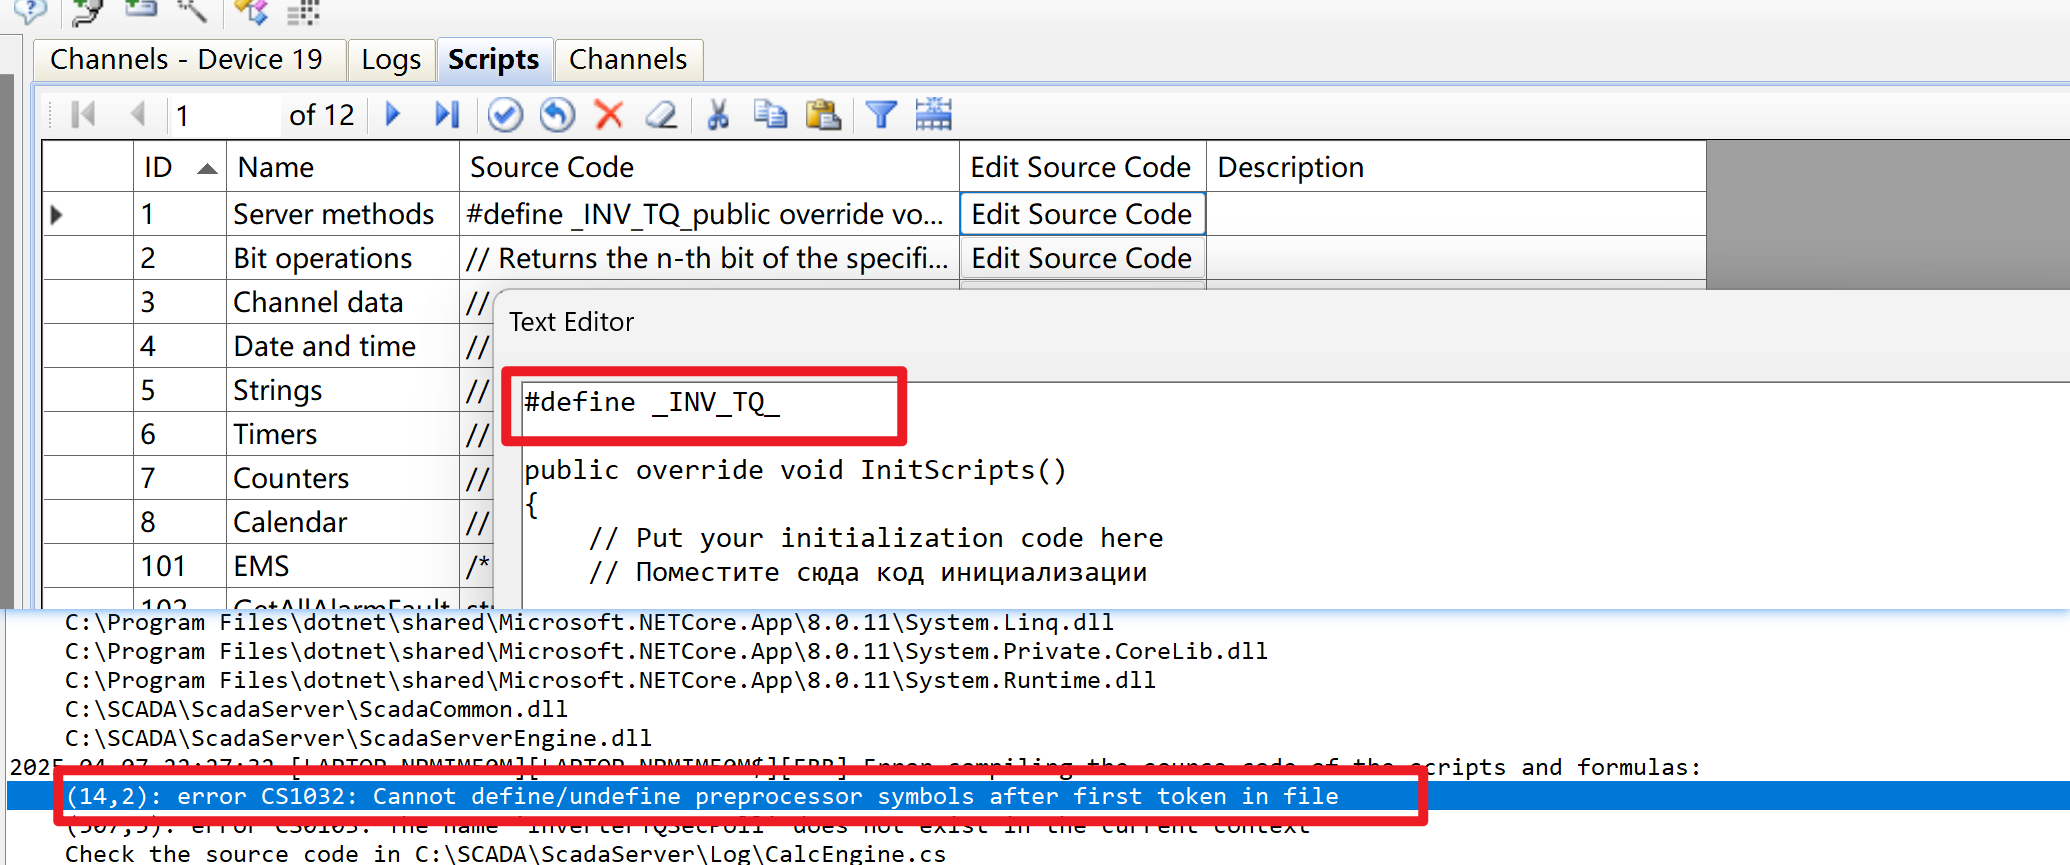 Channels - Device 19 Logs Scripts Channels
1 of 12
ID Name Source Code Edit Source Code Description
1 Server methods #define _INV_TQ_public override vo... Edit Source Code
2 Bit operations // Returns the n-th bit of the specifi... Edit Source Code
3 Channel data //
Text Editor
4 Date and time //
5 Strings //
#define _INV_TQ_
6 Timers //
public override void InitScripts()
7 Counters //
{
8 Calendar //
// Put your initialization code here
101 EMS /*
// Поместите сюда код инициализации
102 GetAllAlarmFault
C:\Program Files\dotnet\shared\Microsoft.NETCore.App\8.0.11\System.Linq.dll
C:\Program Files\dotnet\shared\Microsoft.NETCore.App\8.0.11\System.Private.CoreLib.dll
C:\Program Files\dotnet\shared\Microsoft.NETCore.App\8.0.11\System.Runtime.dll
C:\SCADA\ScadaServer\ScadaCommon.dll
C:\SCADA\ScadaServer\ScadaServerEngine.dll
Error compiling the source code of the scripts and formulas:
(14,2): error CS1032: Cannot define/undefine preprocessor symbols after first token in file
error CS0103: The name does not exist in the current context
Check the source code in C:\SCADA\ScadaServer\Log\CalcEngine.cs